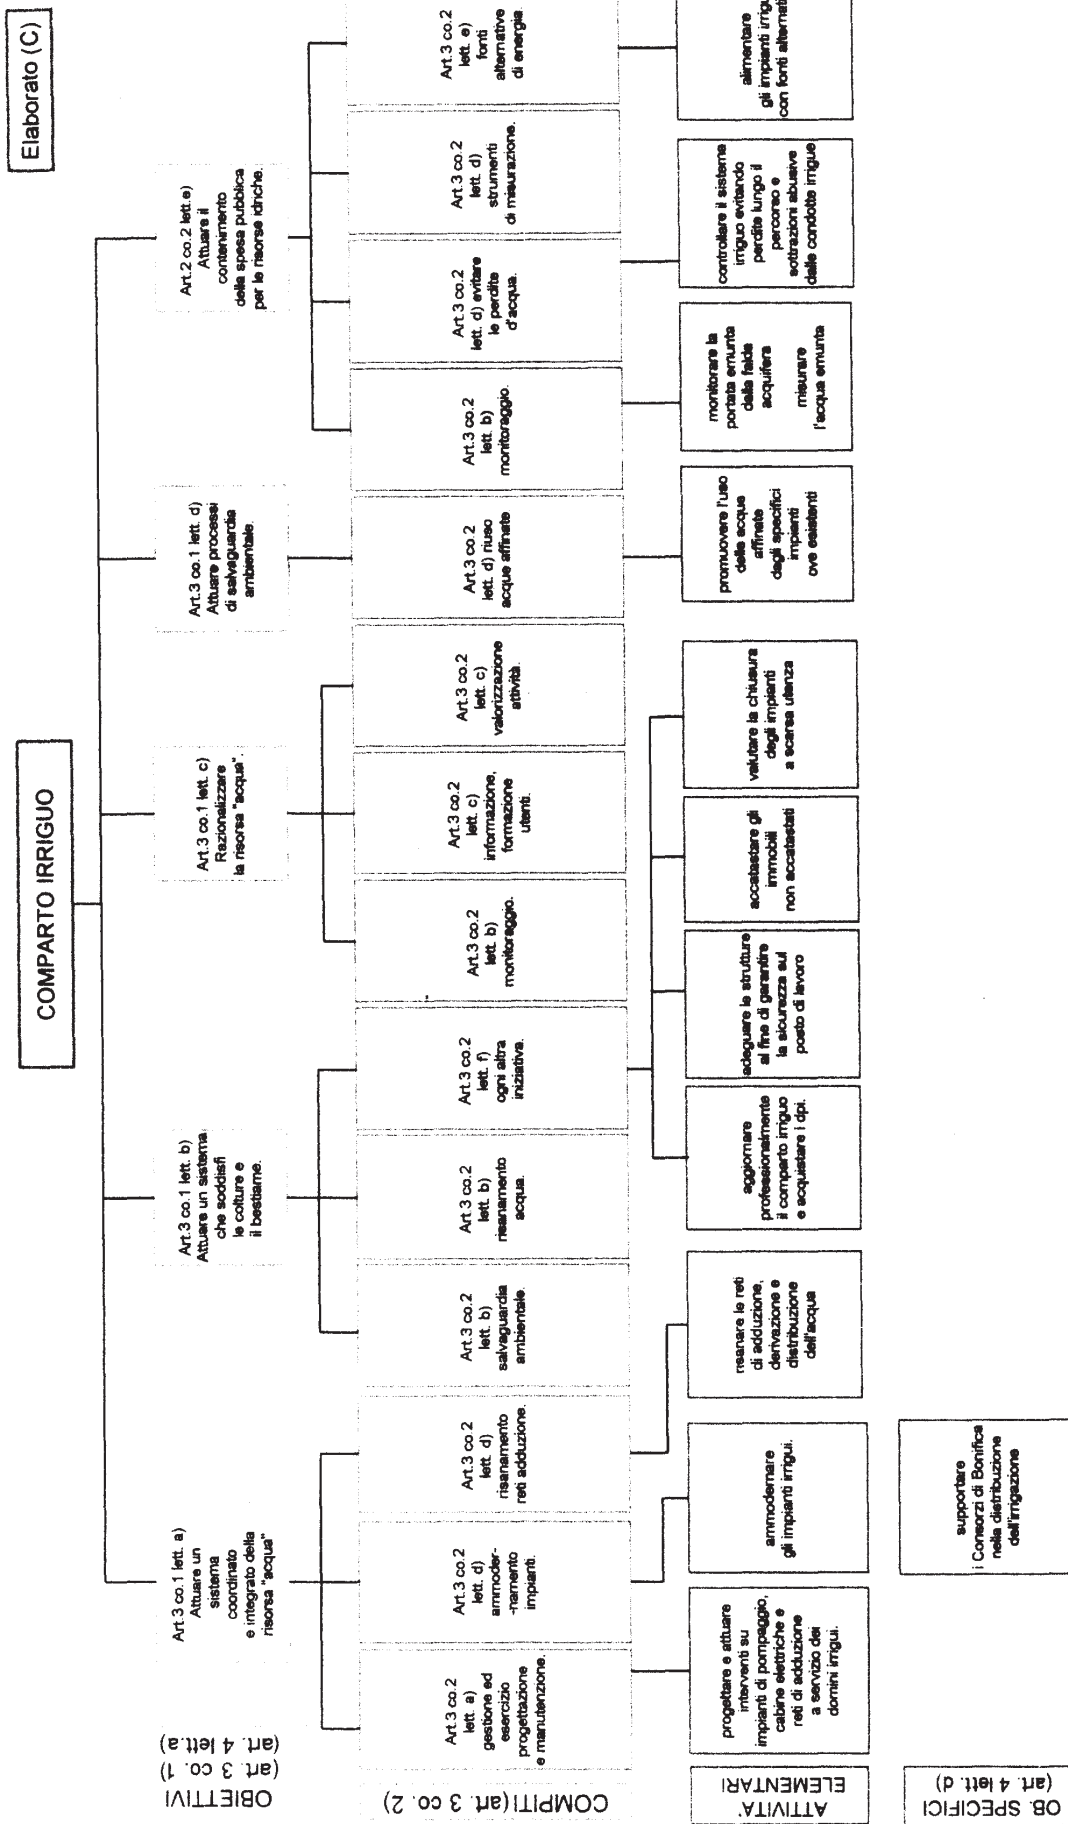 Elaborato (C)
COMPARTO IRRIGUO
OBIETTIVI
(art. 3 co. 1)
(art. 4 lett.a)
Art.3 co.1 lett. a)
Attuare un
sistema
coordinato
e integrato della
risorsa "acqua"
Art.3 co.1 lett. b)
Attuare un sistema
che soddisfi
le colture e
il bestiame.
Art.3 co.1 lett. c)
Razionalizzare
la risorsa "acqua".
Art.3 co.1 lett. d)
Attuare processi
di salvaguardia
ambientale.
Art.2 co.2 lett.e)
Attuare il
contenimento
della spesa pubblica
per le risorse idriche.
COMPITI (art. 3 co. 2)
Art.3 co.2
lett. a)
gestione ed
esercizio
progettazione
e manutenzione.
Art.3 co.2
lett. d)
ammoder-
-namento
impianti.
Art.3 co.2
lett. d)
risanamento
reti adduzione.
Art.3 co.2
lett. b)
salvaguardia
ambientale.
Art.3 co.2
lett. b)
risanamento
acqua.
Art.3 co.2
lett. f)
ogni altra
iniziativa.
Art.3 co.2
lett. b)
monitoraggio.
Art.3 co.2
lett. c)
informazione,
formazione
utenti.
Art.3 co.2
lett. c)
valorizzazione
attività.
Art.3 co.2
lett. d) riuso
acque affinate
Art.3 co.2
lett. b)
monitoraggio.
Art.3 co.2
lett. d) evitare
le perdite
d'acqua.
Art.3 co.2
lett. d)
strumenti
di misurazione.
Art.3 co.2
lett. e)
fonti
alternative
di energia.
ATTIVITA'
ELEMENTARI
progettare e attuare
interventi su
impianti di pompaggio,
cabine elettriche e
reti di adduzione
a servizio dei
domini irrigui.
ammodernare
gli impianti irrigui.
risanare le reti
di adduzione,
derivazione e
distribuzione
dell'acqua
aggiornare
professionalmente
il comparto irriguo
e acquistare i dpi.
adeguare le strutture
al fine di garantire
la sicurezza sul
posto di lavoro
accatastare gli
immobili
non accatastati
valutare la chiusura
degli impianti
a scarsa utenza
promuovere l'uso
delle acque
affinate
dagli specifici
impianti
ove esistenti
monitorare la
portata emunta
dalla falda
acquifera
misurare
l'acqua emunta
controllare il sistema
irriguo evitando
perdite lungo il
percorso e
sottrazioni abusive
dalle condotte irrigue
alimentare
gli impianti irrigu
con fonti alternati
OB. SPECIFICI
(art. 4 lett. d)
supportare
i Consorzi di Bonifica
nella distribuzione
dell'irrigazione